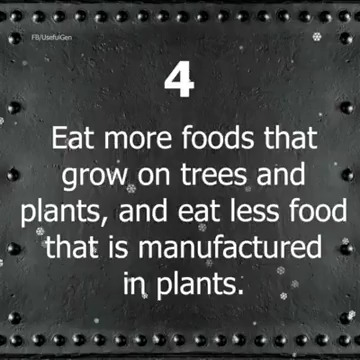 FB/UsefulGen
4
Eat more foods that
grow on trees and
plants, and eat less food
that is manufactured
in plants.